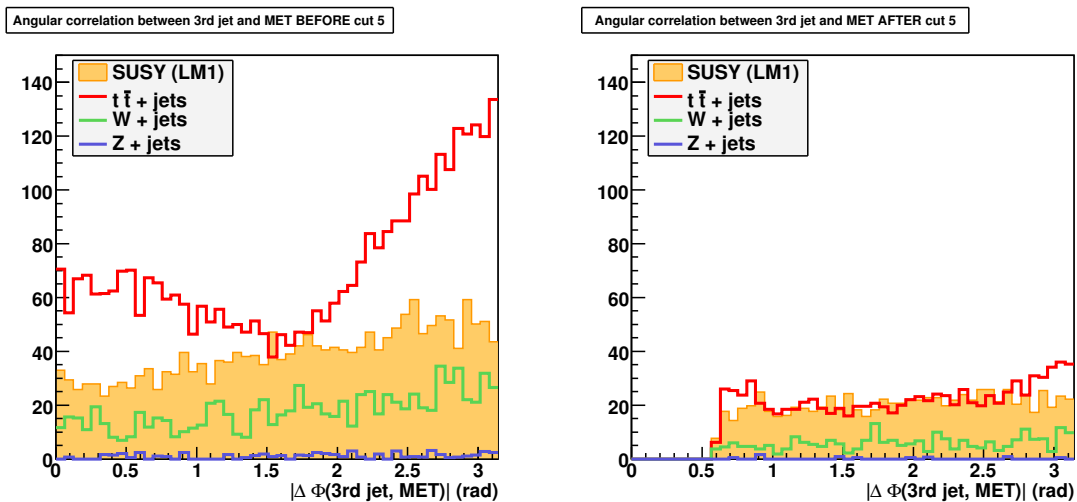 Angular correlation between 3rd jet and MET BEFORE cut 5
140
120
100
80
60
40
20
0
SUSY (LM1)
t t̄ + jets
W + jets
Z + jets
0 0.5 1 1.5 2 2.5 3
|Δ Φ(3rd jet, MET)| (rad)
Angular correlation between 3rd jet and MET AFTER cut 5
140
120
100
80
60
40
20
0
SUSY (LM1)
t t̄ + jets
W + jets
Z + jets
0 0.5 1 1.5 2 2.5 3
|Δ Φ(3rd jet, MET)| (rad)